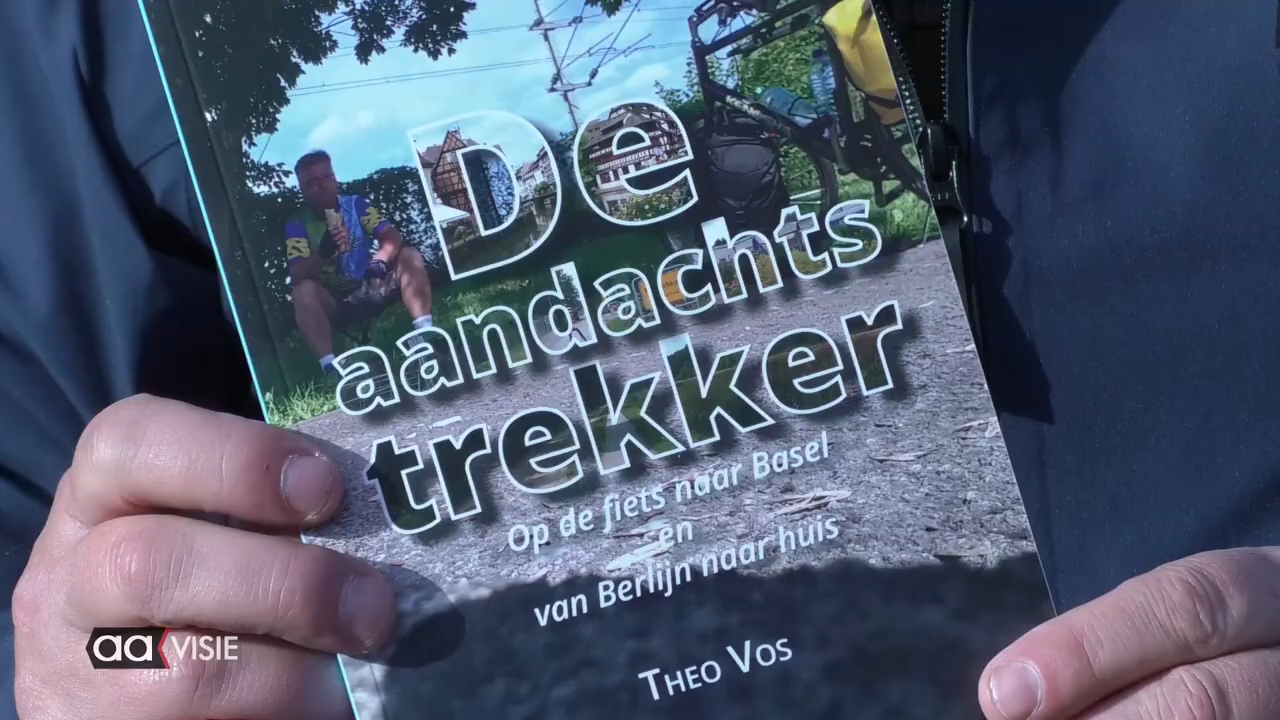 De
aandachts
trekker
Op de fiets naar Basel
en
van Berlijn naar huis
THEO VOS
aa VISIE